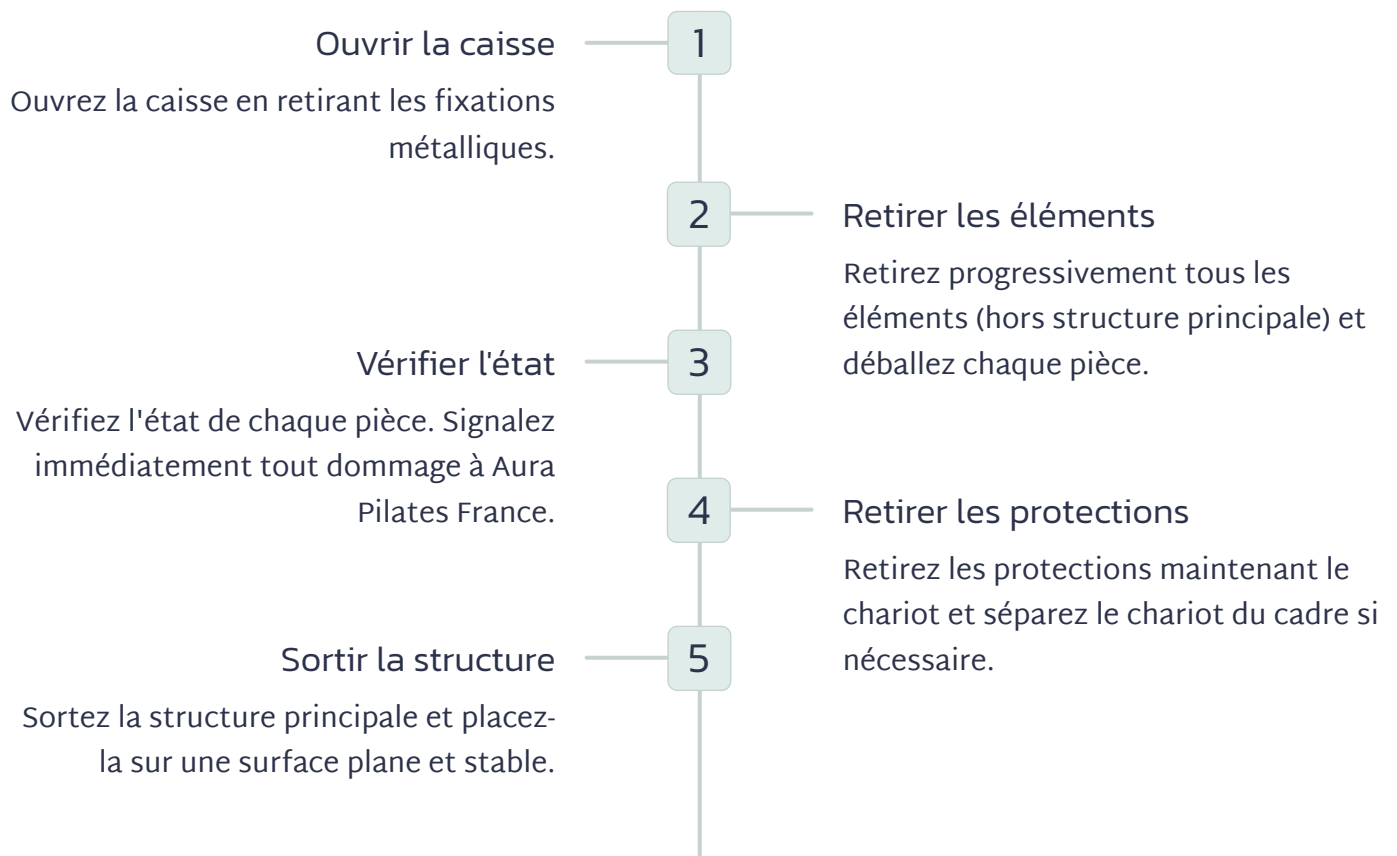 Ouvrir la caisse
1
Ouvrez la caisse en retirant les fixations
métalliques.
2
Retirer les éléments
Retirez progressivement tous les
éléments (hors structure principale) et
déballez chaque pièce.
Vérifier l'état
3
Vérifiez l'état de chaque pièce. Signalez
immédiatement tout dommage à Aura
Pilates France.
4
Retirer les protections
Retirez les protections maintenant le
chariot et séparez le chariot du cadre si
nécessaire.
Sortir la structure
5
Sortez la structure principale et placez-
la sur une surface plane et stable.